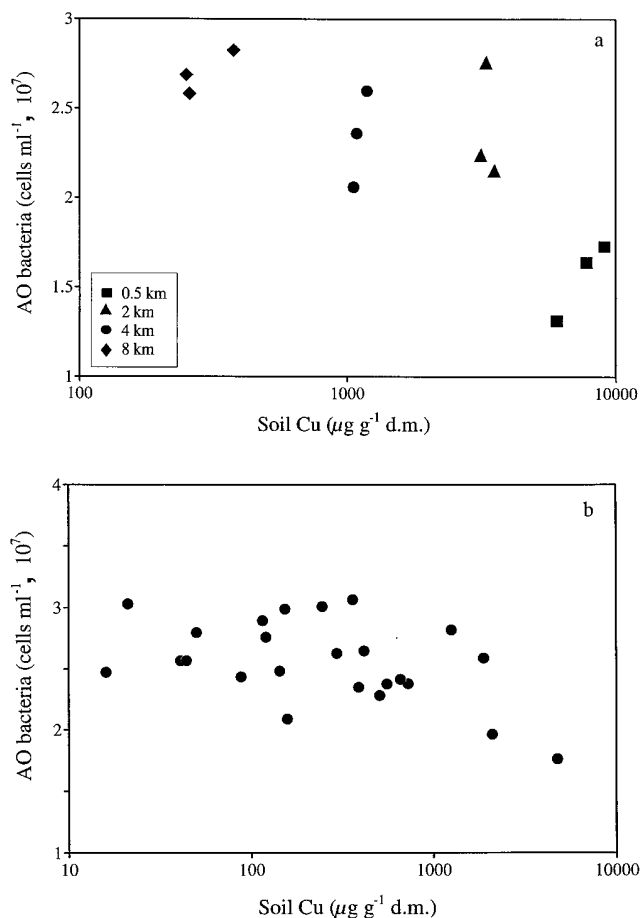 a
3
2.5
2
1.5
1
AO bacteria (cells ml⁻¹, 10⁷)
■ 0.5 km
▲ 2 km
● 4 km
◆ 8 km
100 1000 10000
Soil Cu (µg g⁻¹ d.m.)
b
4
3
2
1
AO bacteria (cells ml⁻¹, 10⁷)
10 100 1000 10000
Soil Cu (µg g⁻¹ d.m.)